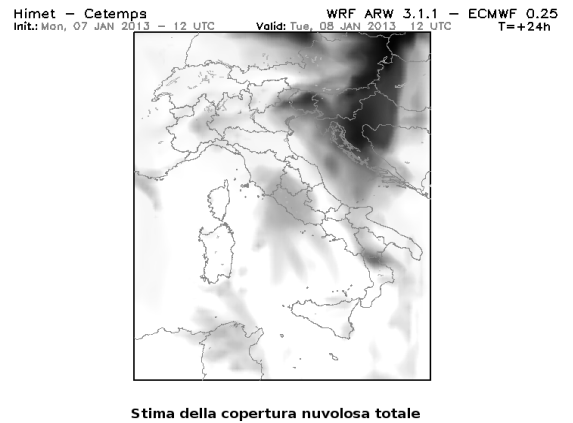 Himet – Cetemps WRF ARW 3.1.1 – ECMWF 0.25
Init.: Mon, 07 JAN 2013 – 12 UTC Valid: Tue, 08 JAN 2013 12 UTC T=+24h
Stima della copertura nuvolosa totale